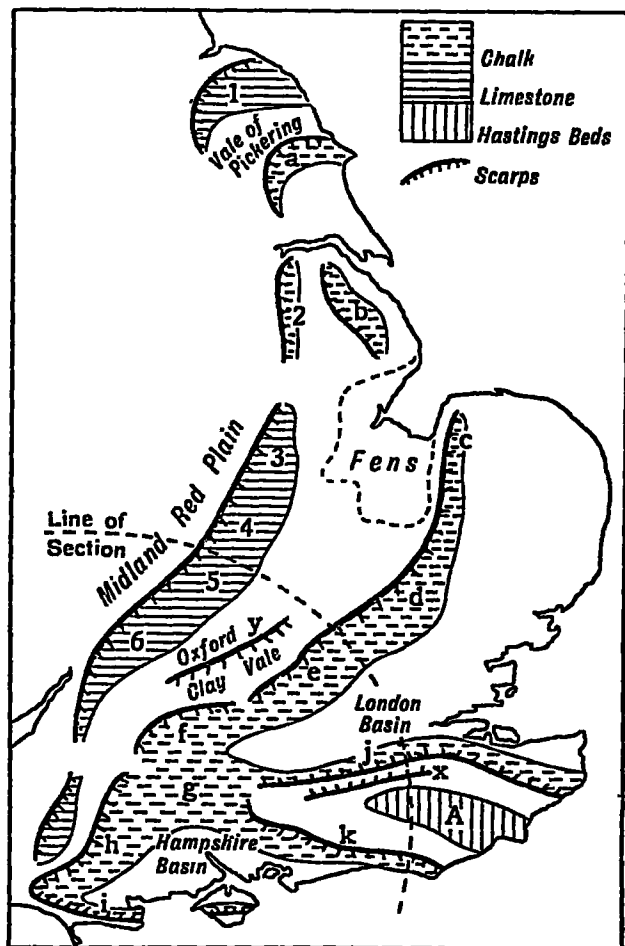 Chalk
Limestone
Hastings Beds
Scarps
1
Vale of
Pickering
a
2
b
3
Fens
c
Midland Red Plain
Line of
Section
4
5
d
6
Oxford y
Clay Vale
e
f
London
Basin
j
x
g
A
h
Hampshire
Basin
k
i